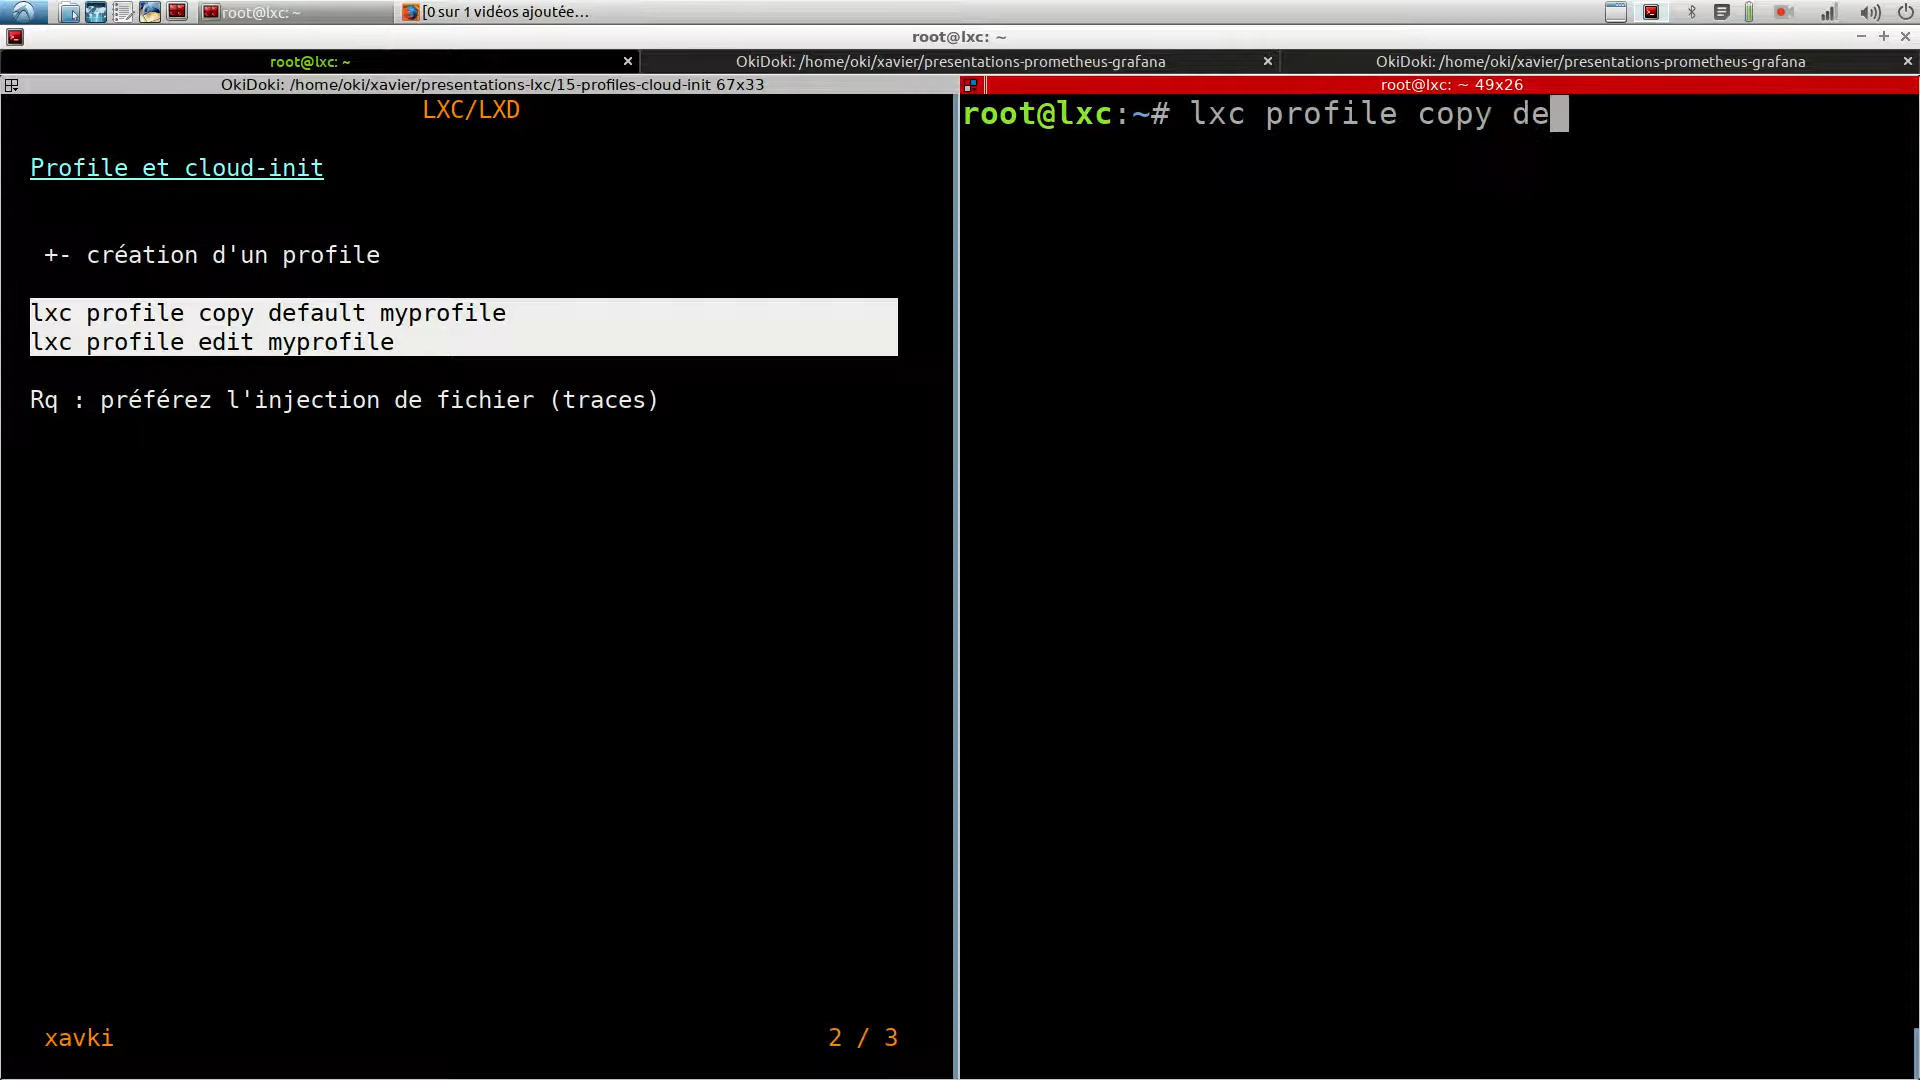 root@lxc: ~
[0 sur 1 vidéos ajoutée...
root@lxc: ~
root@lxc: ~
OkiDoki: /home/oki/xavier/presentations-prometheus-grafana
OkiDoki: /home/oki/xavier/presentations-prometheus-grafana
OkiDoki: /home/oki/xavier/presentations-lxc/15-profiles-cloud-init 67x33
LXC/LXD
Profile et cloud-init
+- création d'un profile
lxc profile copy default myprofile
lxc profile edit myprofile
Rq : préférez l'injection de fichier (traces)
xavki
2 / 3
root@lxc: ~ 49x26
root@lxc:~# lxc profile copy de